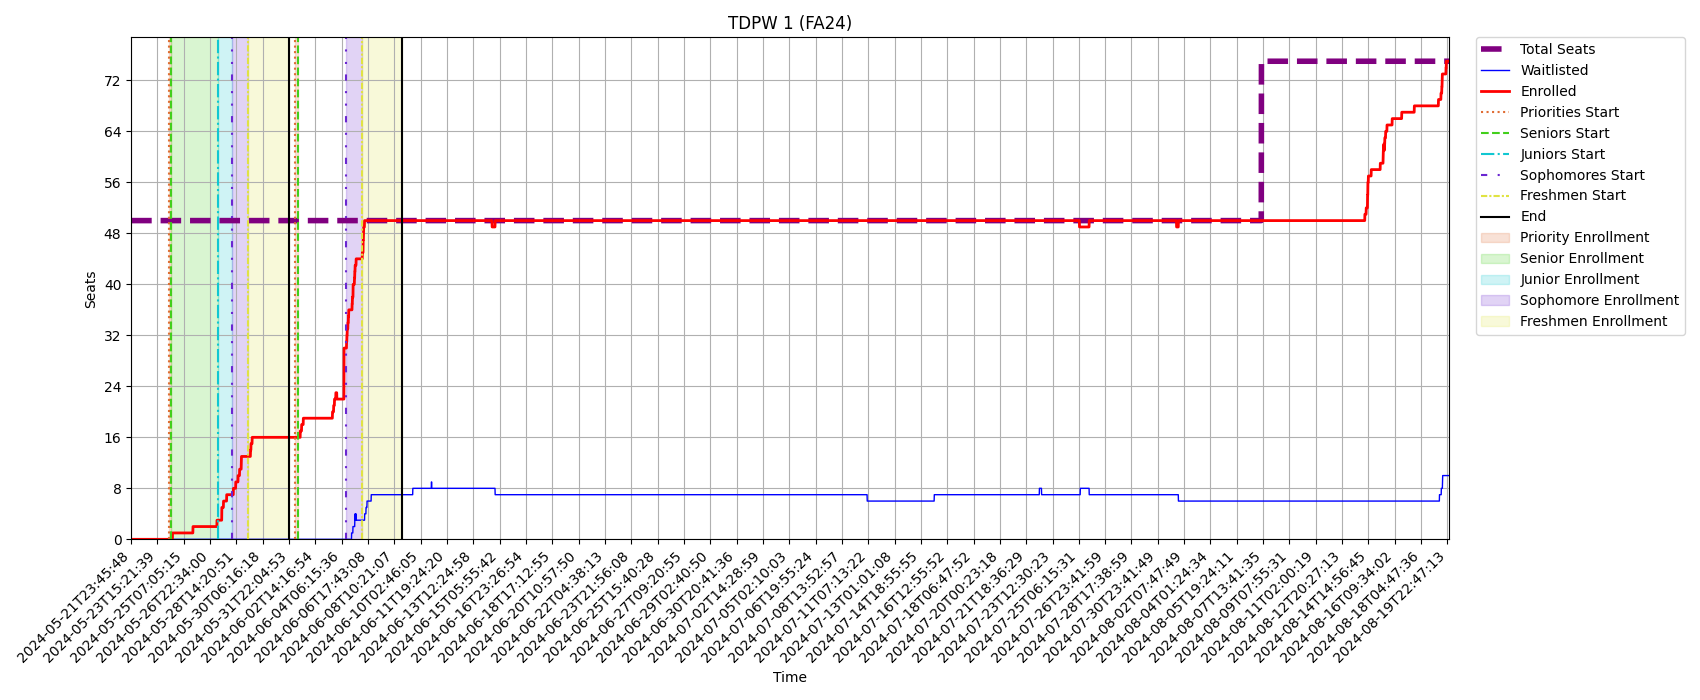 TDPW 1 (FA24)
Seats
72
64
56
48
40
32
24
16
8
0
2024-05-21T23:45:48
2024-05-23T15:21:39
2024-05-25T07:05:15
2024-05-26T22:34:00
2024-05-28T14:20:51
2024-05-30T06:16:18
2024-05-31T22:04:53
2024-06-02T14:16:54
2024-06-04T06:15:36
2024-06-06T17:43:08
2024-06-08T10:21:07
2024-06-10T02:46:05
2024-06-11T19:24:20
2024-06-13T12:24:58
2024-06-15T05:55:42
2024-06-16T23:26:54
2024-06-18T17:12:55
2024-06-20T10:57:50
2024-06-22T04:38:13
2024-06-23T21:56:08
2024-06-25T15:40:28
2024-06-27T09:20:55
2024-06-29T02:40:50
2024-06-30T20:41:36
2024-07-02T14:28:59
2024-07-05T02:10:03
2024-07-06T19:55:24
2024-07-08T13:52:57
2024-07-11T07:13:22
2024-07-13T01:01:08
2024-07-14T18:55:55
2024-07-16T12:55:52
2024-07-18T06:47:52
2024-07-20T00:23:18
2024-07-21T18:36:29
2024-07-23T12:30:23
2024-07-25T06:15:31
2024-07-26T23:41:59
2024-07-28T17:38:59
2024-07-30T23:41:49
2024-08-02T07:47:49
2024-08-04T01:24:34
2024-08-05T19:24:11
2024-08-07T13:41:35
2024-08-09T07:55:31
2024-08-11T02:00:19
2024-08-12T20:27:13
2024-08-14T14:56:45
2024-08-16T09:34:02
2024-08-18T04:47:36
2024-08-19T22:47:13
Time
Total Seats
Waitlisted
Enrolled
Priorities Start
Seniors Start
Juniors Start
Sophomores Start
Freshmen Start
End
Priority Enrollment
Senior Enrollment
Junior Enrollment
Sophomore Enrollment
Freshmen Enrollment